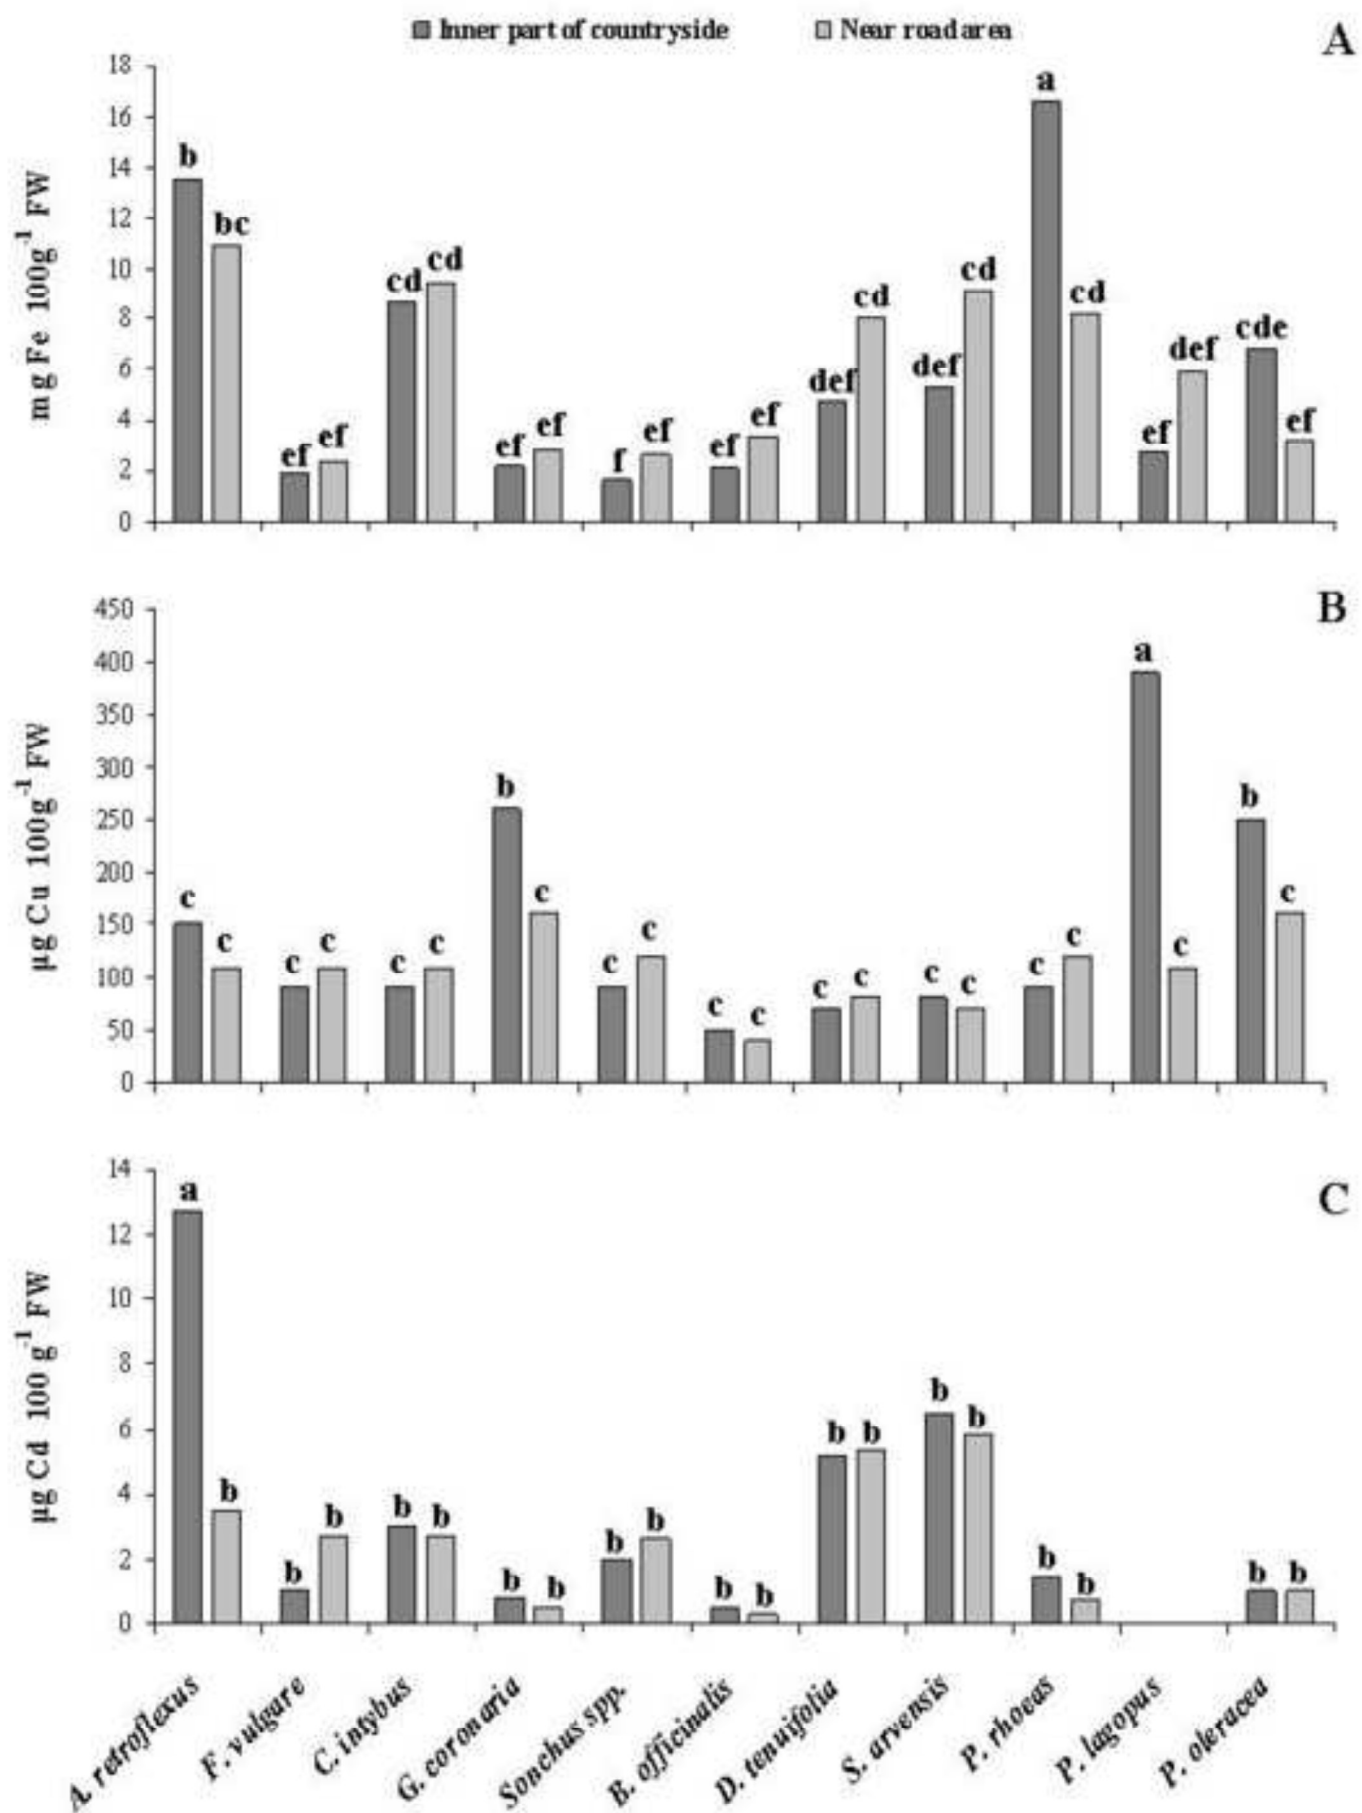 Inner part of countryside Near road area
A
18
16
14
12
10
8
6
4
2
0
mg Fe 100g-1 FW
b bc ef ef cd cd ef ef f ef ef ef def cd def cd a cd ef def cde ef
B
450
400
350
300
250
200
150
100
50
0
µg Cu 100g-1 FW
c c c c c c b c c c c c c c c c c c a c b c
C
14
12
10
8
6
4
2
0
µg Cd 100 g-1 FW
a b b b b b b b b b b b b b b b b b b b
A. retroflexus
F. vulgare
C. intybus
G. coronaria
Sonchus spp.
B. officinalis
D. tenuifolia
S. arvensis
P. rhoeas
P. lagopus
P. oleracea